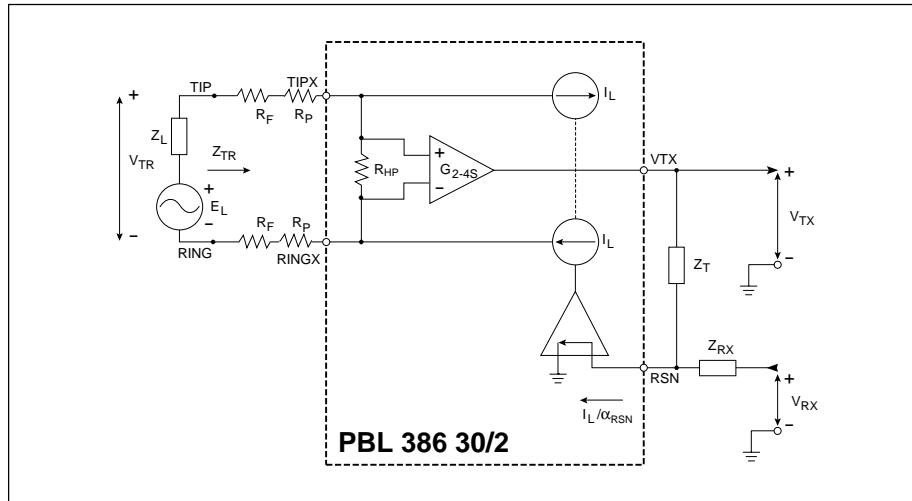 +
TIP
TIPX
R_F
R_P
I_L
Z_L
V_TR
Z_TR
+
E_L
-
-
R_HP
+
-
G_2-4S
VTX
+
V_TX
-
RING
R_F
R_P
RINGX
I_L
Z_T
Z_RX
RSN
+
V_RX
-
I_L/α_RSN
PBL 386 30/2